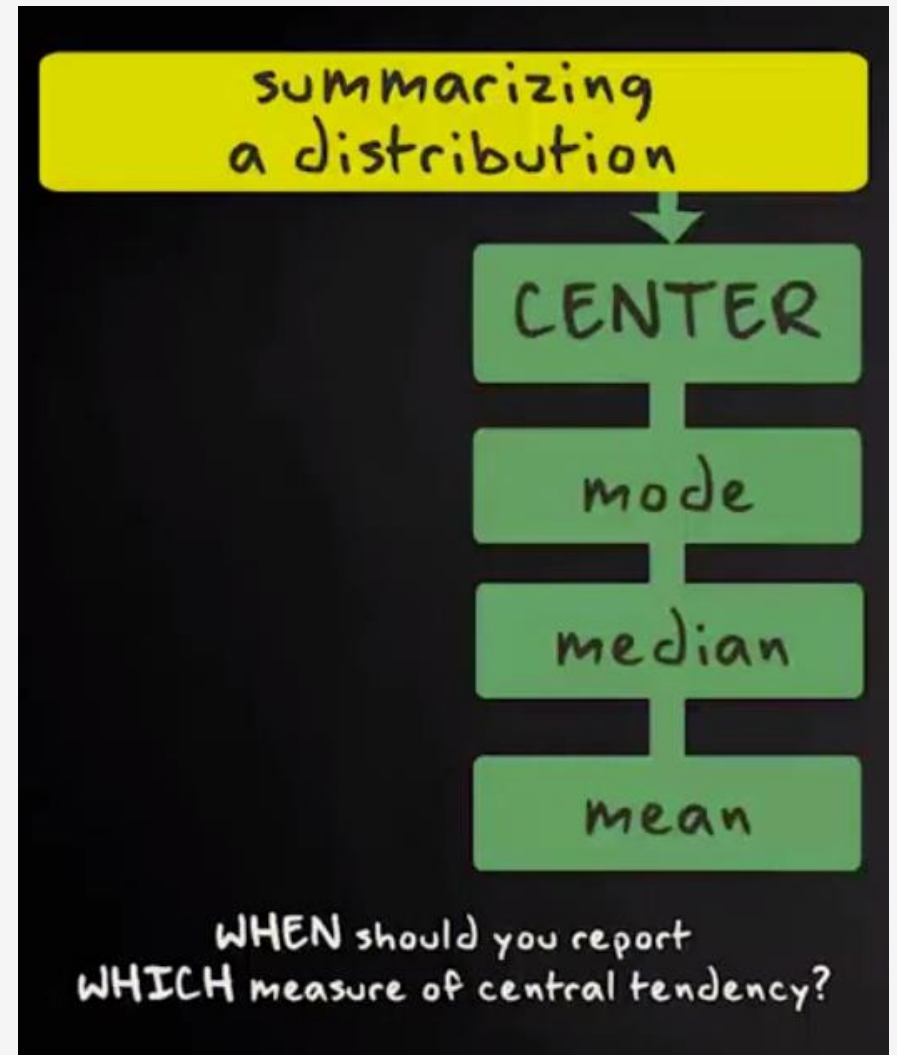 summarizing
a distribution
CENTER
mode
median
mean
WHEN should you report
WHICH measure of central tendency?